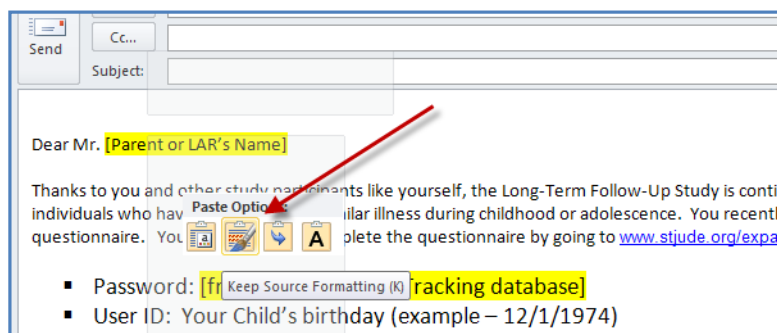 Send
Cc...
Subject:
Dear Mr. [Parent or LAR's Name]
Thanks to you and other study participants like yourself, the Long-Term Follow-Up Study is conti
Paste Options:
individuals who hav ilar illness during childhood or adolescence. You recentl
questionnaire. You plete the questionnaire by going to www.stjude.org/expa
A
▪ Password: [fr Tracking database]
Keep Source Formatting (K)
▪ User ID: Your Child's birthday (example – 12/1/1974)